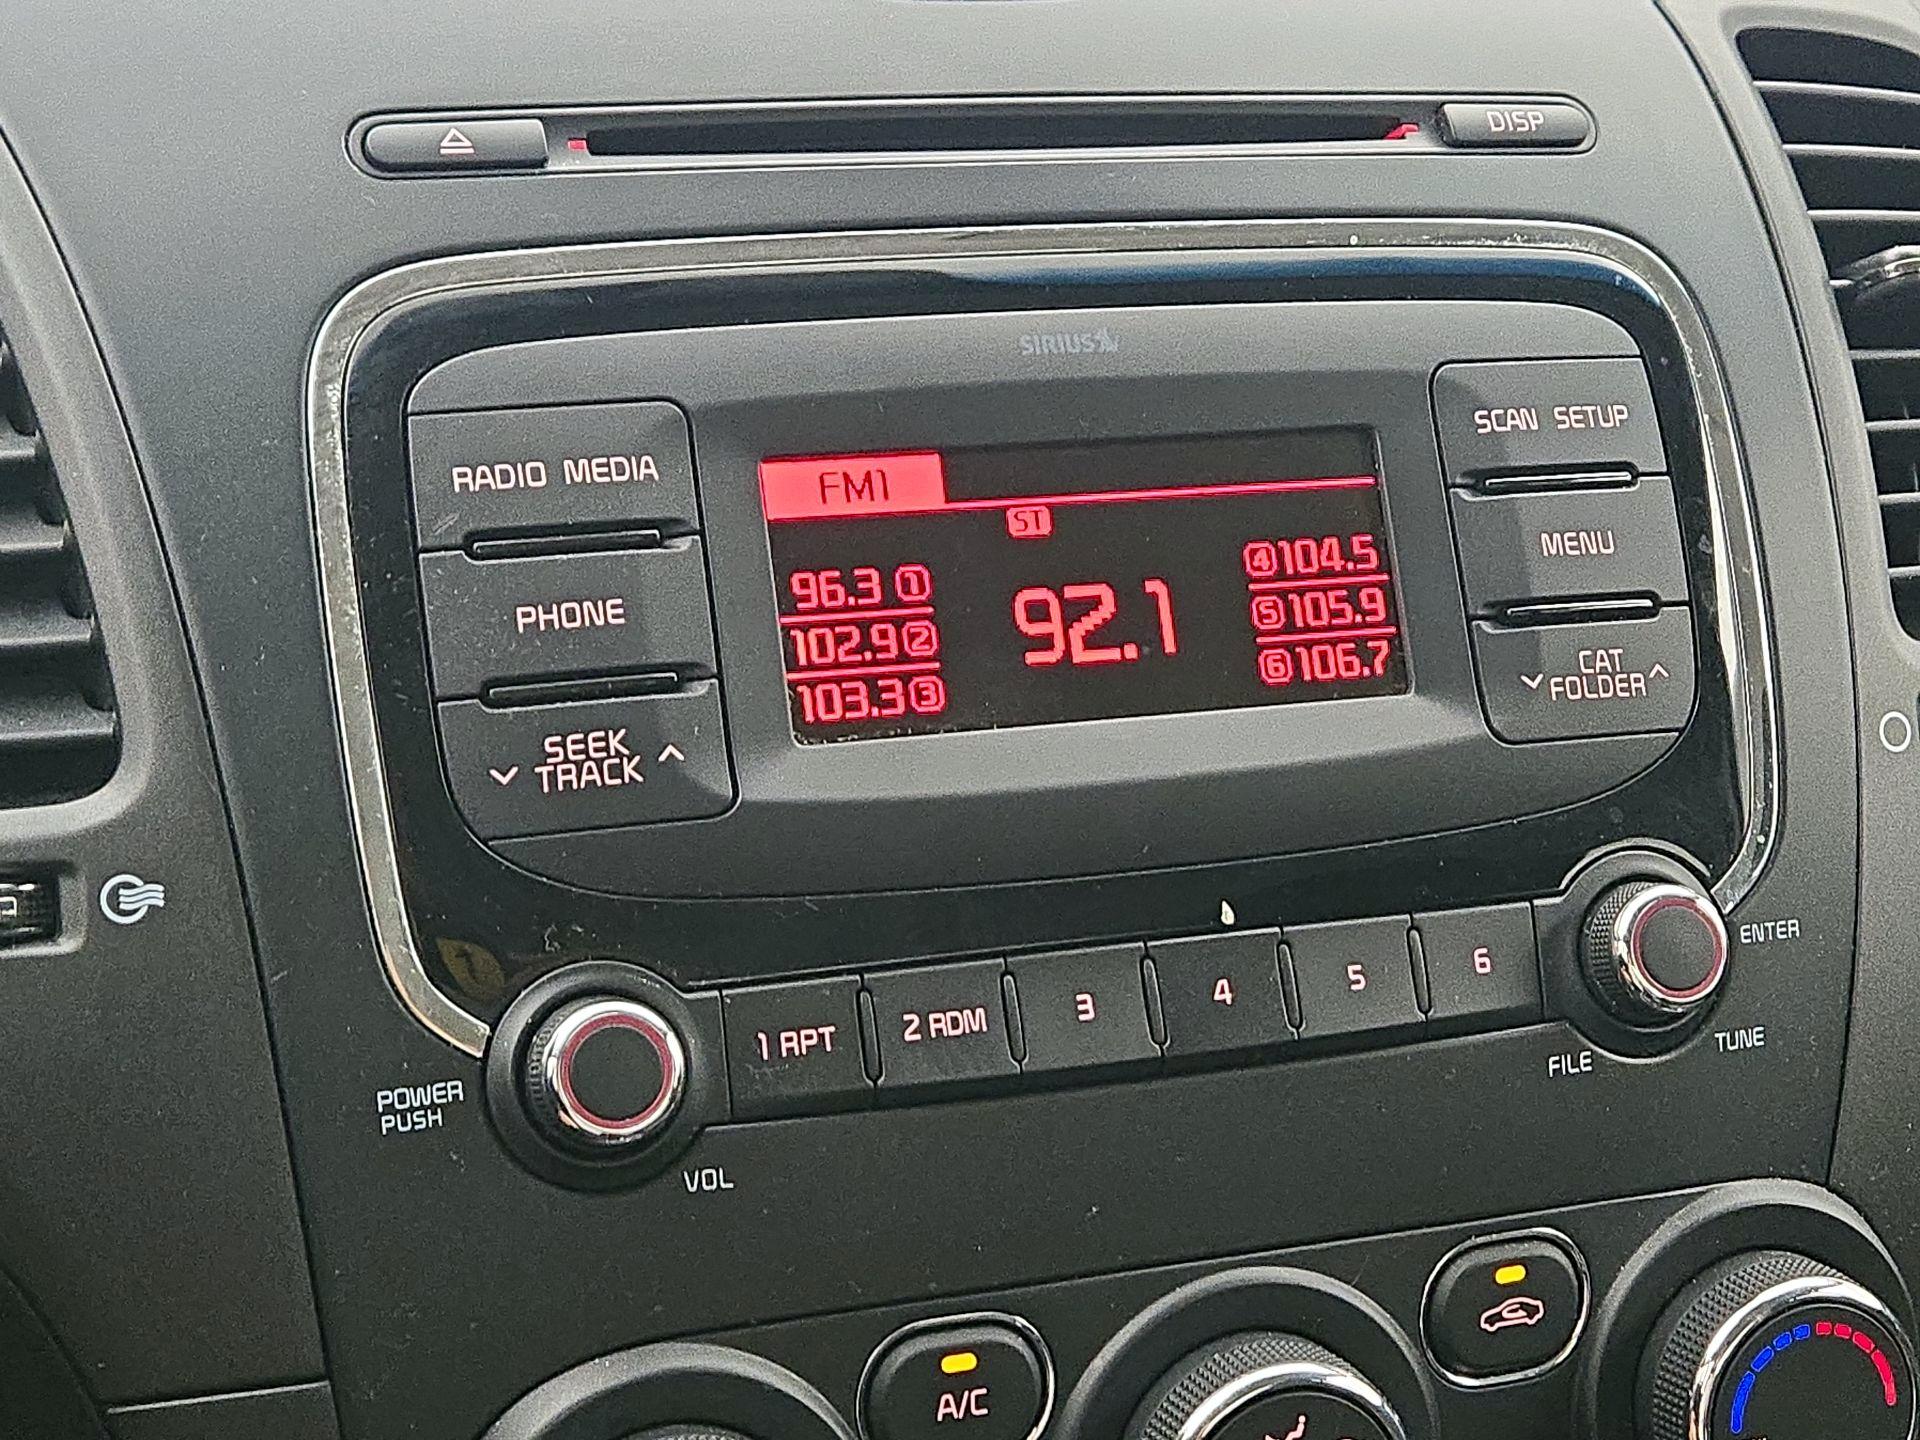 DISP
SIRIUS
RADIO MEDIA
SCAN SETUP
FM1
ST
PHONE
MENU
96.3 1
102.9 2
103.3 3
92.1
4 104.5
5 105.9
6 106.7
SEEK
TRACK
CAT
FOLDER
1 RPT
2 RDM
3
4
5
6
ENTER
TUNE
FILE
POWER
PUSH
VOL
A/C